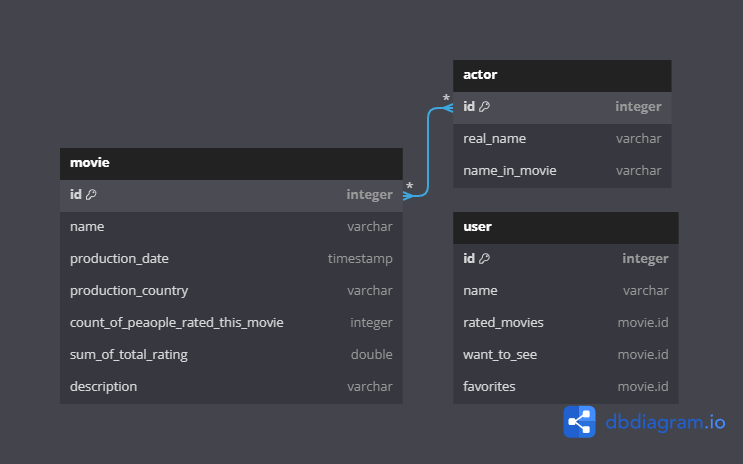 movie
id integer
name varchar
production_date timestamp
production_country varchar
count_of_peaople_rated_this_movie integer
sum_of_total_rating double
description varchar
*
*
actor
id integer
real_name varchar
name_in_movie varchar
user
id integer
name varchar
rated_movies movie.id
want_to_see movie.id
favorites movie.id
dbdiagram.io